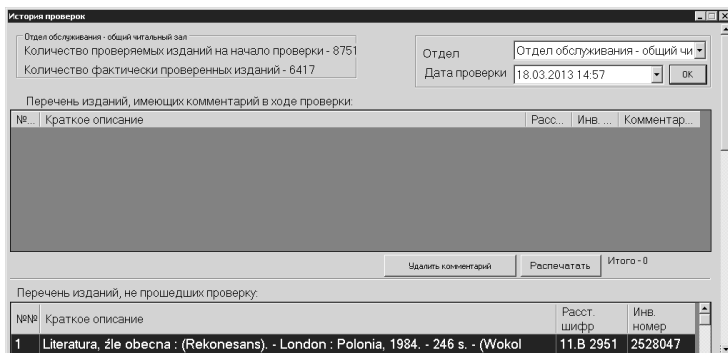 История проверок
Отдел обслуживания - общий читальный зал
Количество проверяемых изданий на начало проверки - 8751
Количество фактически проверенных изданий - 6417
Отдел
Отдел обслуживания - общий чи
Дата проверки
18.03.2013 14:57
ОК
Перечень изданий, имеющих комментарий в ходе проверки:
№... Краткое описание Расс... Инв. ... Комментар...
Удалить комментарий
Распечатать
Итого - 0
Перечень изданий, не прошедших проверку:
№№ Краткое описание Расст. шифр Инв. номер
1 Literatura, źle obecna : (Rekonesans). - London : Polonia, 1984. - 246 s. - (Wokol 11.В 2951 2528047